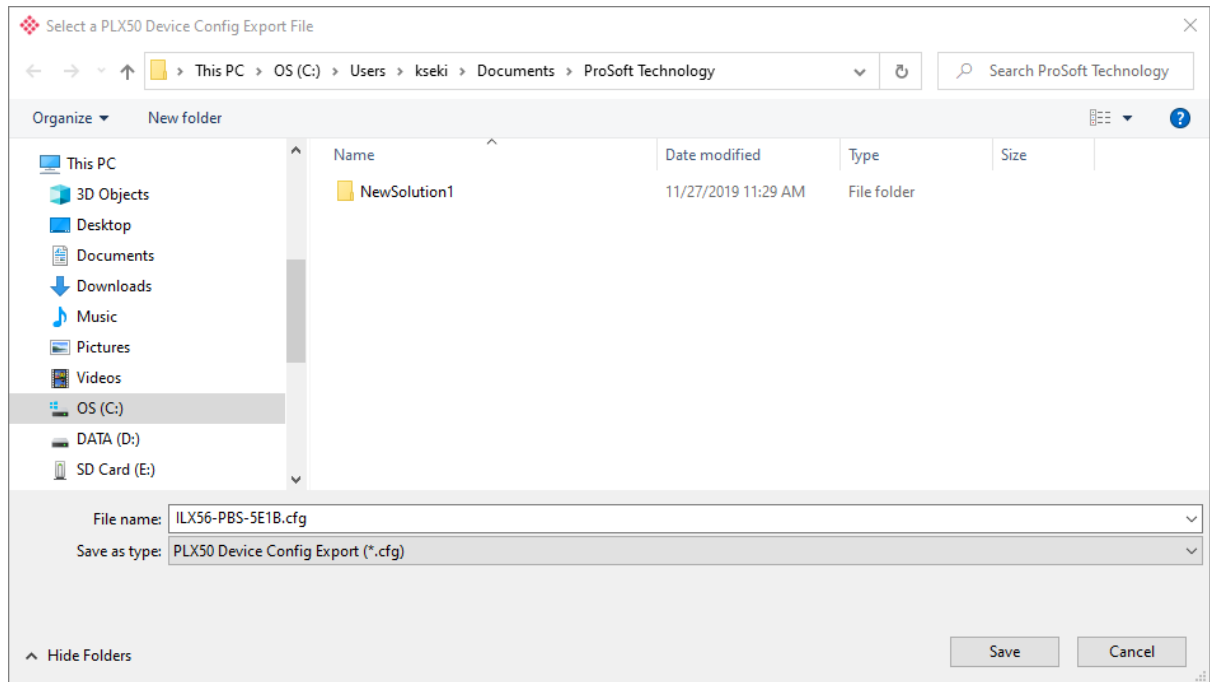 Select a PLX50 Device Config Export File
This PC > OS (C:) > Users > kseki > Documents > ProSoft Technology
Search ProSoft Technology
Organize
New folder
?
This PC
3D Objects
Desktop
Documents
Downloads
Music
Pictures
Videos
OS (C:)
DATA (D:)
SD Card (E:)
Name Date modified Type Size
NewSolution1 11/27/2019 11:29 AM File folder
File name: ILX56-PBS-5E1B.cfg
Save as type: PLX50 Device Config Export (*.cfg)
Hide Folders
Save
Cancel